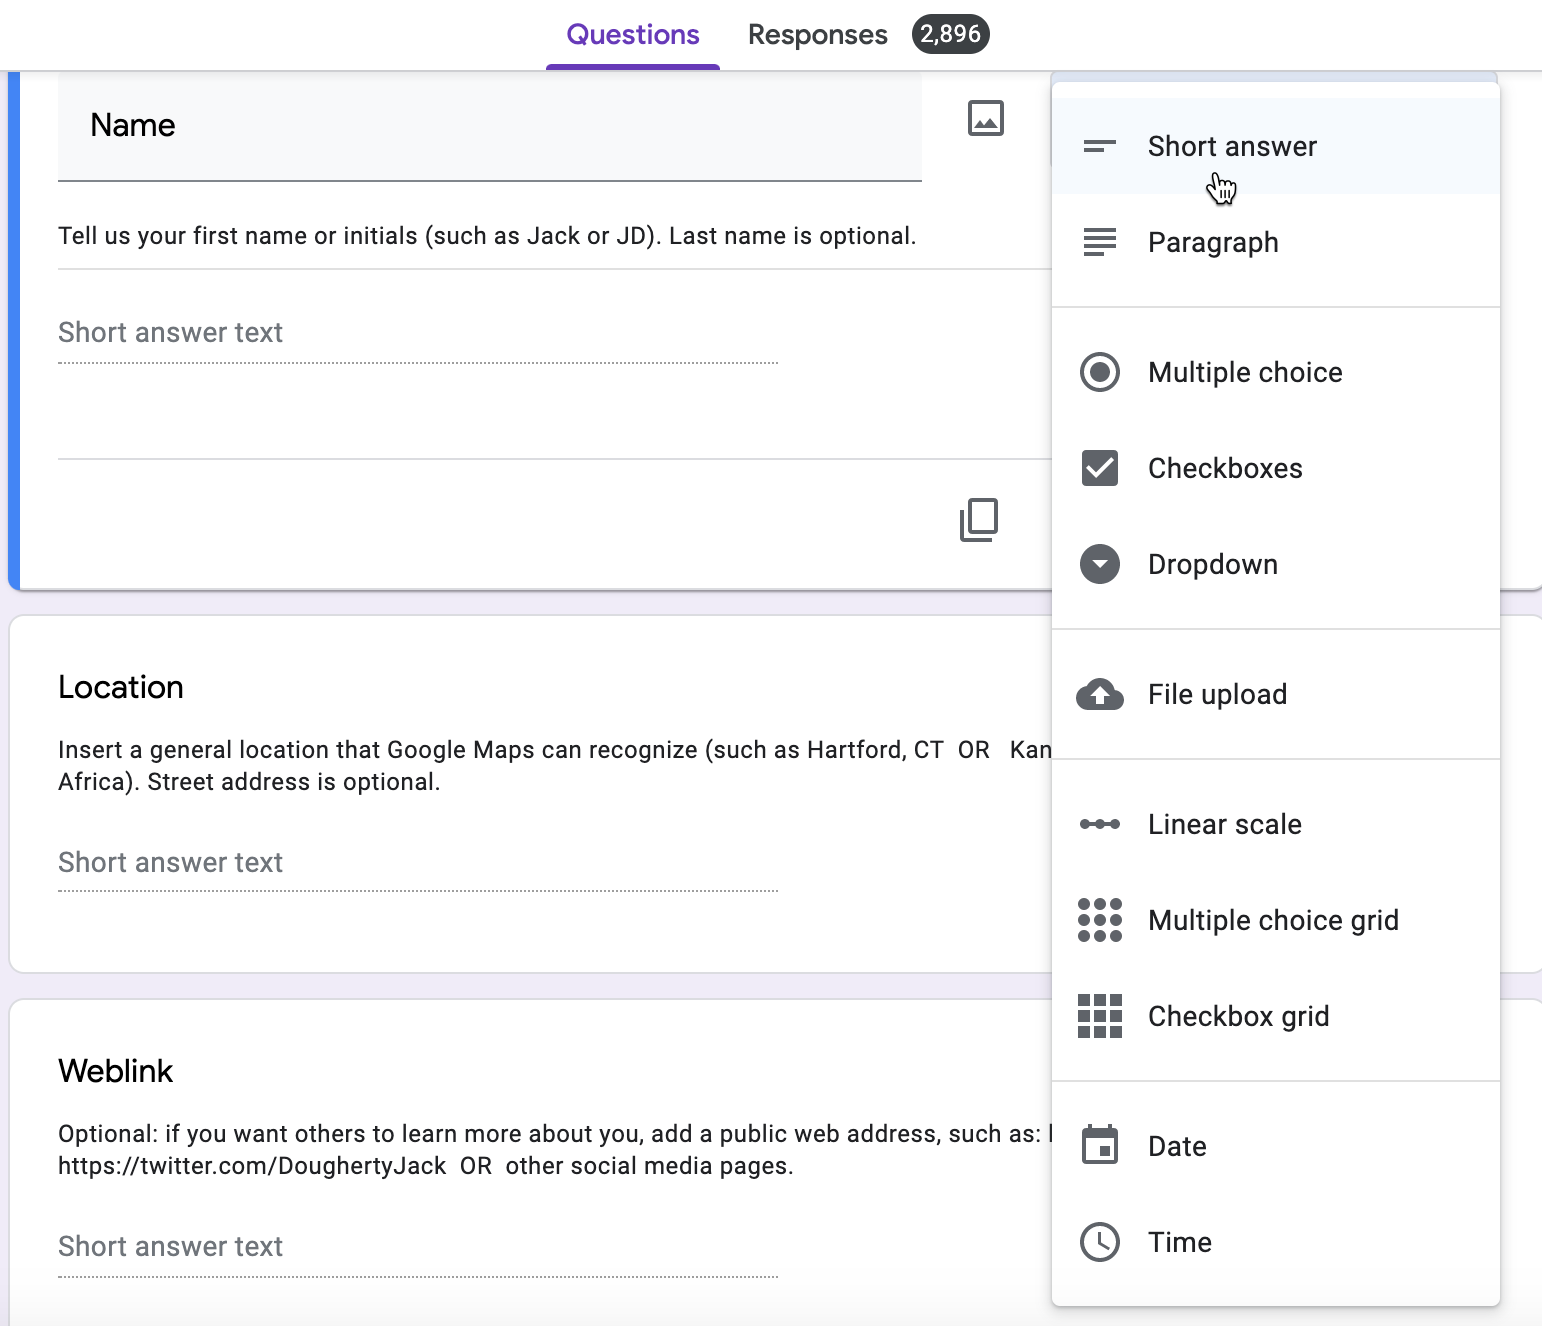 Questions Responses 2,896
Name
Tell us your first name or initials (such as Jack or JD). Last name is optional.
Short answer text
Location
Insert a general location that Google Maps can recognize (such as Hartford, CT OR Kan
Africa). Street address is optional.
Short answer text
Weblink
Optional: if you want others to learn more about you, add a public web address, such as:
https://twitter.com/DoughertyJack OR other social media pages.
Short answer text
Short answer
Paragraph
Multiple choice
Checkboxes
Dropdown
File upload
Linear scale
Multiple choice grid
Checkbox grid
Date
Time